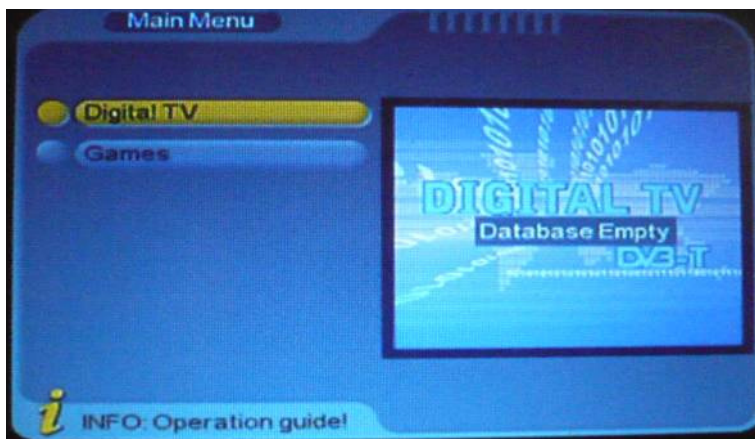 Main Menu
Digital TV
Games
DIGITAL TV
Database Empty
DVB-T
INFO: Operation guide!